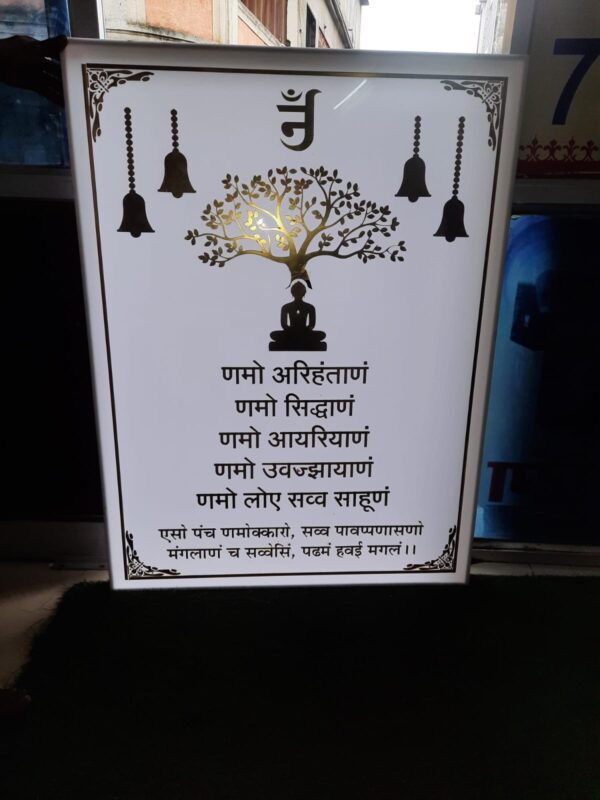 ॐ
णमो अरिहंताणं
णमो सिद्धाणं
णमो आयरियाणं
णमो उवज्झायाणं
णमो लोए सव्व साहूणं
एसो पंच णमोक्कारो, सव्व पावप्पणासणो
मंगलाणं च सव्वेसिं, पढमं हवई मगलं।।
7